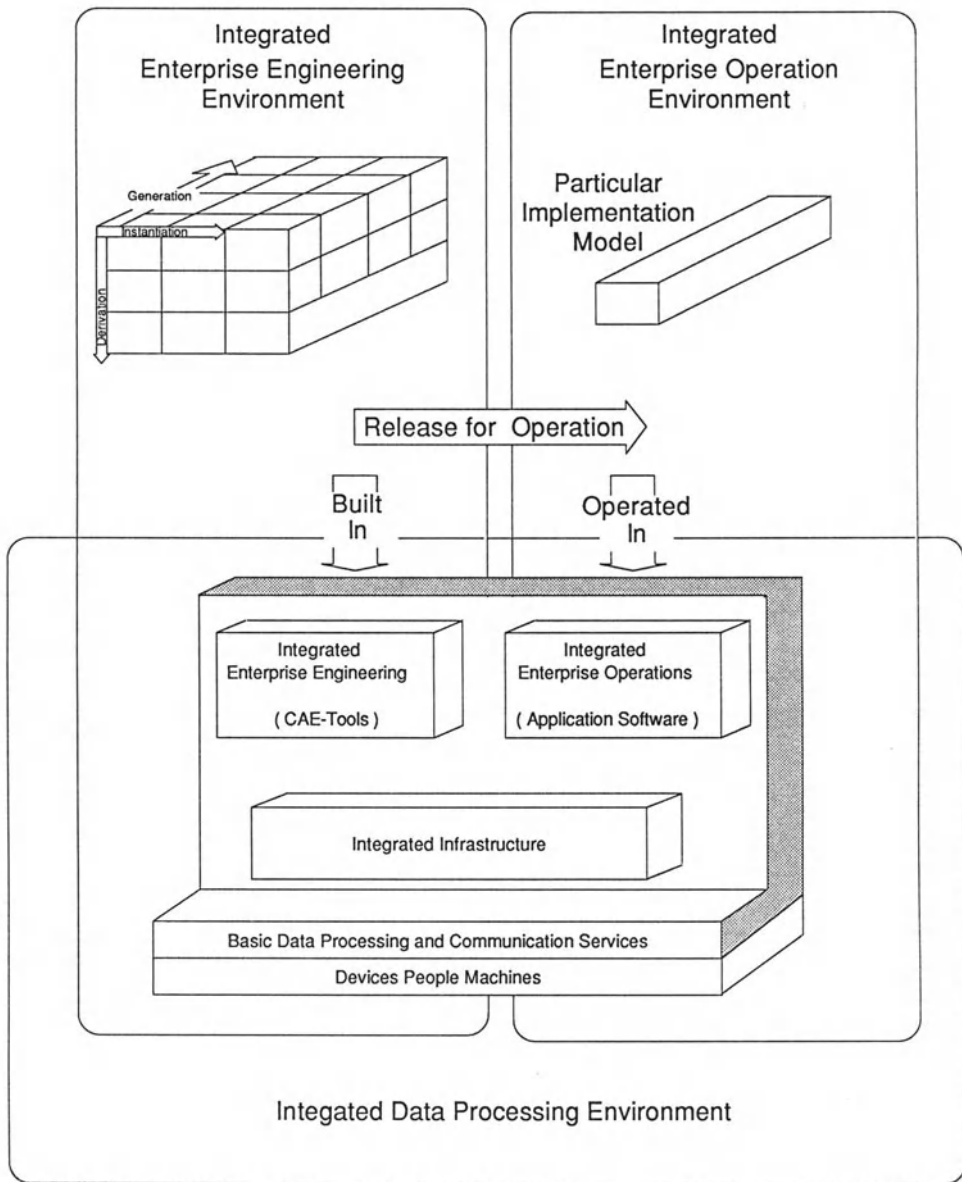 Integrated
Enterprise Engineering
Environment
Integrated
Enterprise Operation
Environment
Generation
Instantiation
Derivation
Particular
Implementation
Model
Release for Operation
Built
In
Operated
In
Integrated
Enterprise Engineering
( CAE-Tools )
Integrated
Enterprise Operations
( Application Software )
Integrated Infrastructure
Basic Data Processing and Communication Services
Devices People Machines
Integated Data Processing Environment